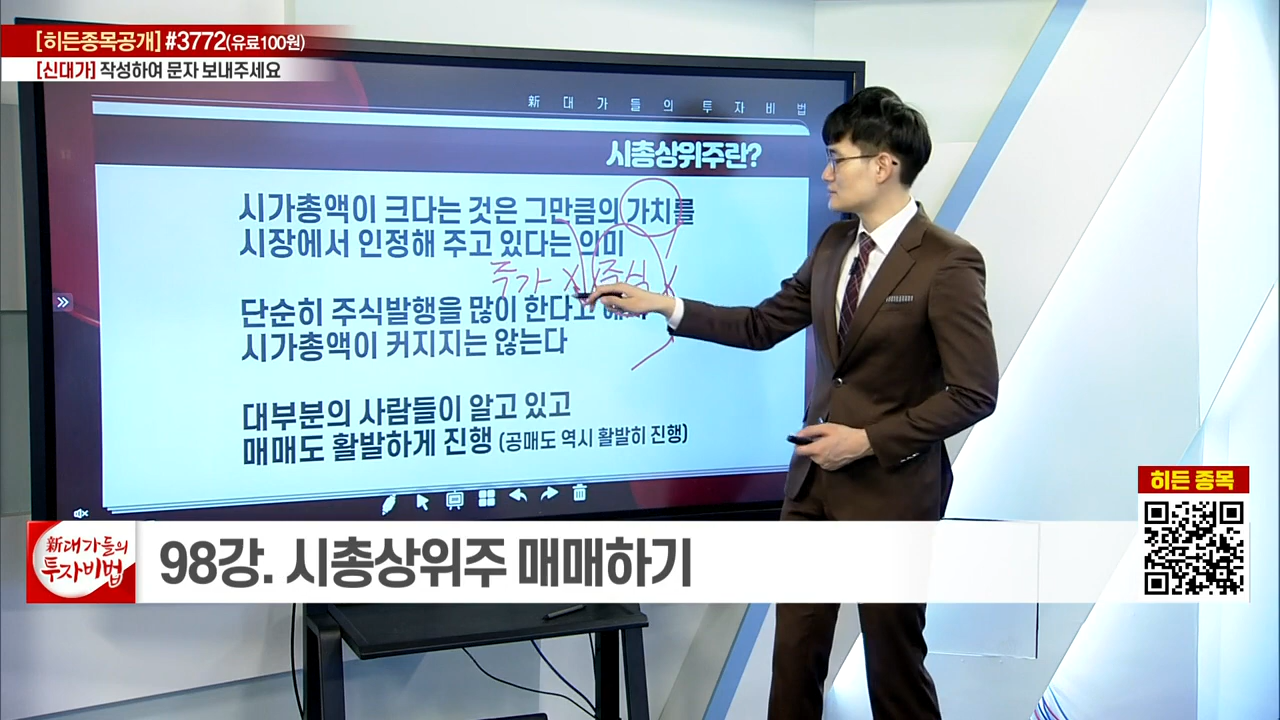 [히든종목공개] #3772(유료100원)
[신대가] 작성하여 문자 보내주세요
新 대 가 들 의 투 자 비 법
시총상위주란?
시가총액이 크다는 것은 그만큼의 가치를
시장에서 인정해 주고 있다는 의미
주가 X 주식
단순히 주식발행을 많이 한다고
시가총액이 커지지는 않는다
대부분의 사람들이 알고 있고
매매도 활발하게 진행 (공매도 역시 활발히 진행)
히든 종목
新대가들의
투자비법
98강. 시총상위주 매매하기